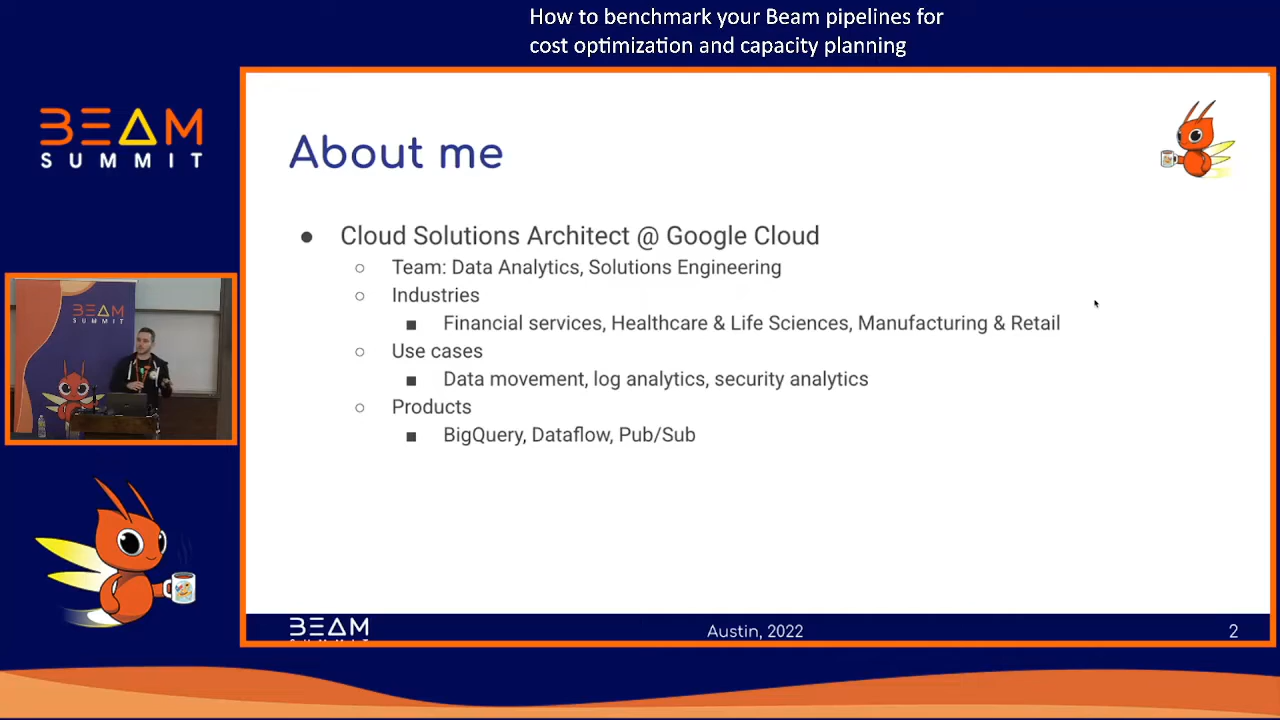 How to benchmark your Beam pipelines for
cost optimization and capacity planning
BEAM
SUMMIT
About me
● Cloud Solutions Architect @ Google Cloud
○ Team: Data Analytics, Solutions Engineering
○ Industries
■ Financial services, Healthcare & Life Sciences, Manufacturing & Retail
○ Use cases
■ Data movement, log analytics, security analytics
○ Products
■ BigQuery, Dataflow, Pub/Sub
BEAM
SUMMIT
BEAM
Austin, 2022
2